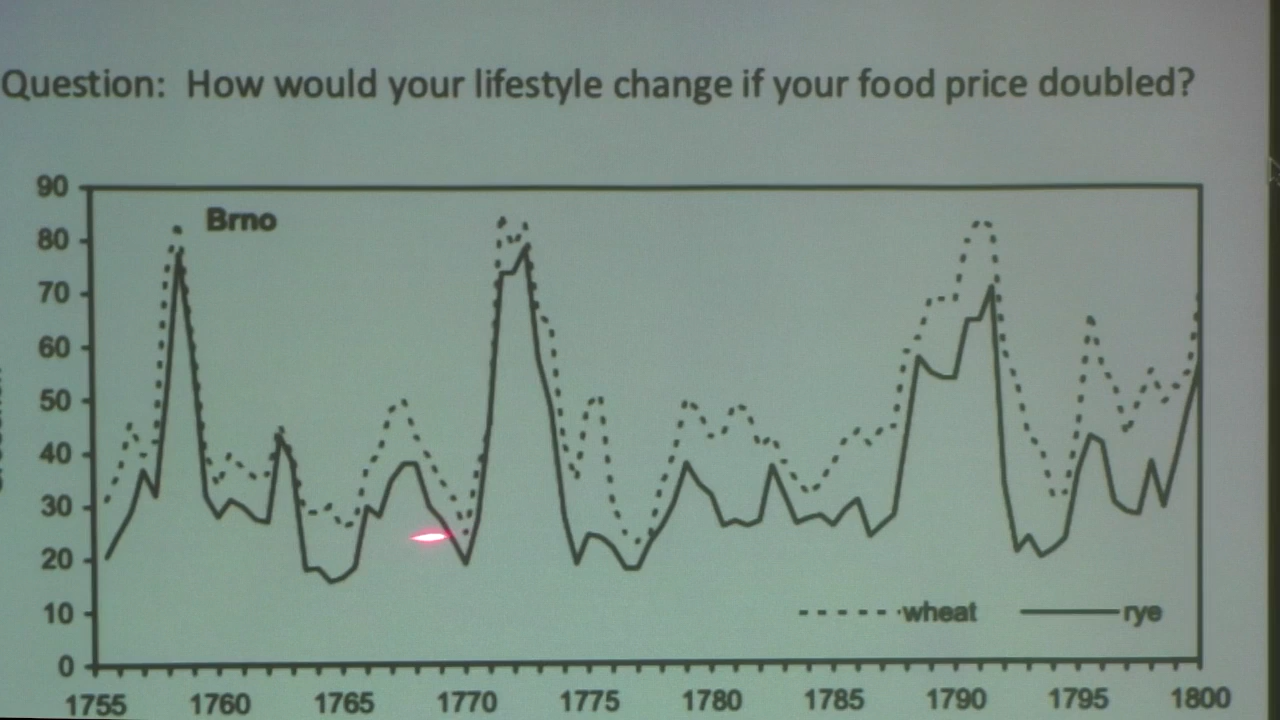 Question: How would your lifestyle change if your food price doubled?
90
Brno
80
70
60
50
40
30
20
10
wheat
rye
0
1755 1760 1765 1770 1775 1780 1785 1790 1795 1800